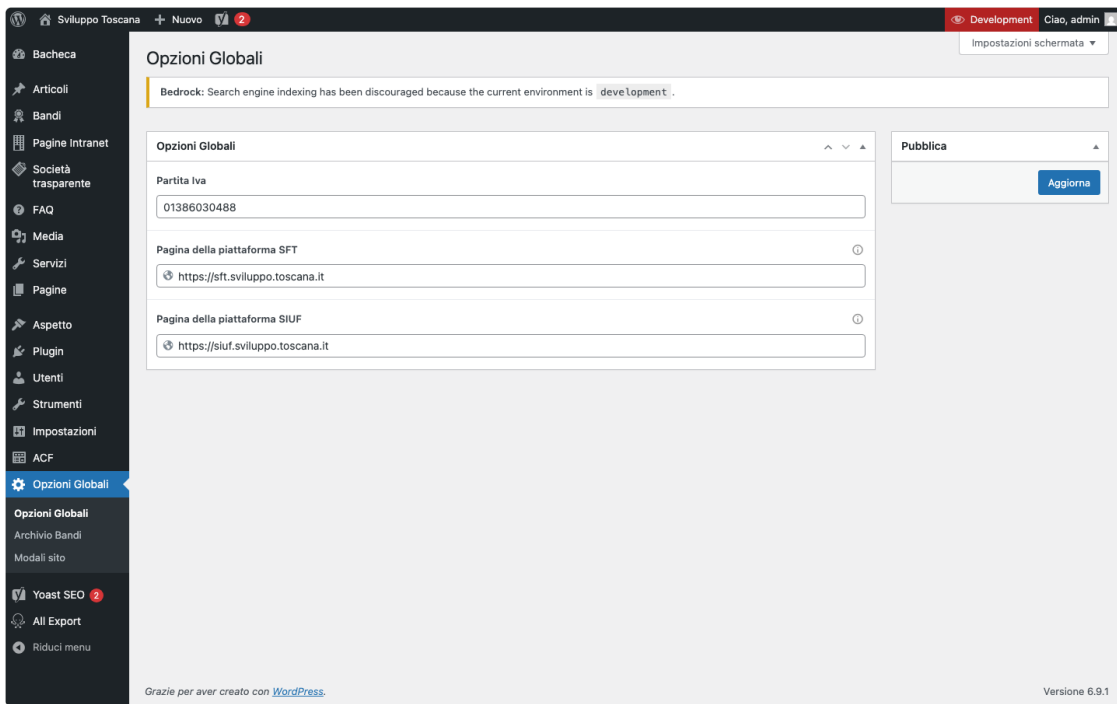 Sviluppo Toscana
Nuovo
2
Development
Ciao, admin
Impostazioni schermata
Bacheca
Articoli
Bandi
Pagine Intranet
Società
trasparente
FAQ
Media
Servizi
Pagine
Aspetto
Plugin
Utenti
Strumenti
Impostazioni
ACF
Opzioni Globali
Opzioni Globali
Archivio Bandi
Modali sito
Yoast SEO 2
All Export
Riduci menu
Opzioni Globali
Bedrock: Search engine indexing has been discouraged because the current environment is development .
Opzioni Globali
Partita Iva
01386030488
Pagina della piattaforma SFT
https://sft.sviluppo.toscana.it
Pagina della piattaforma SIUF
https://siuf.sviluppo.toscana.it
Pubblica
Aggiorna
Grazie per aver creato con WordPress.
Versione 6.9.1